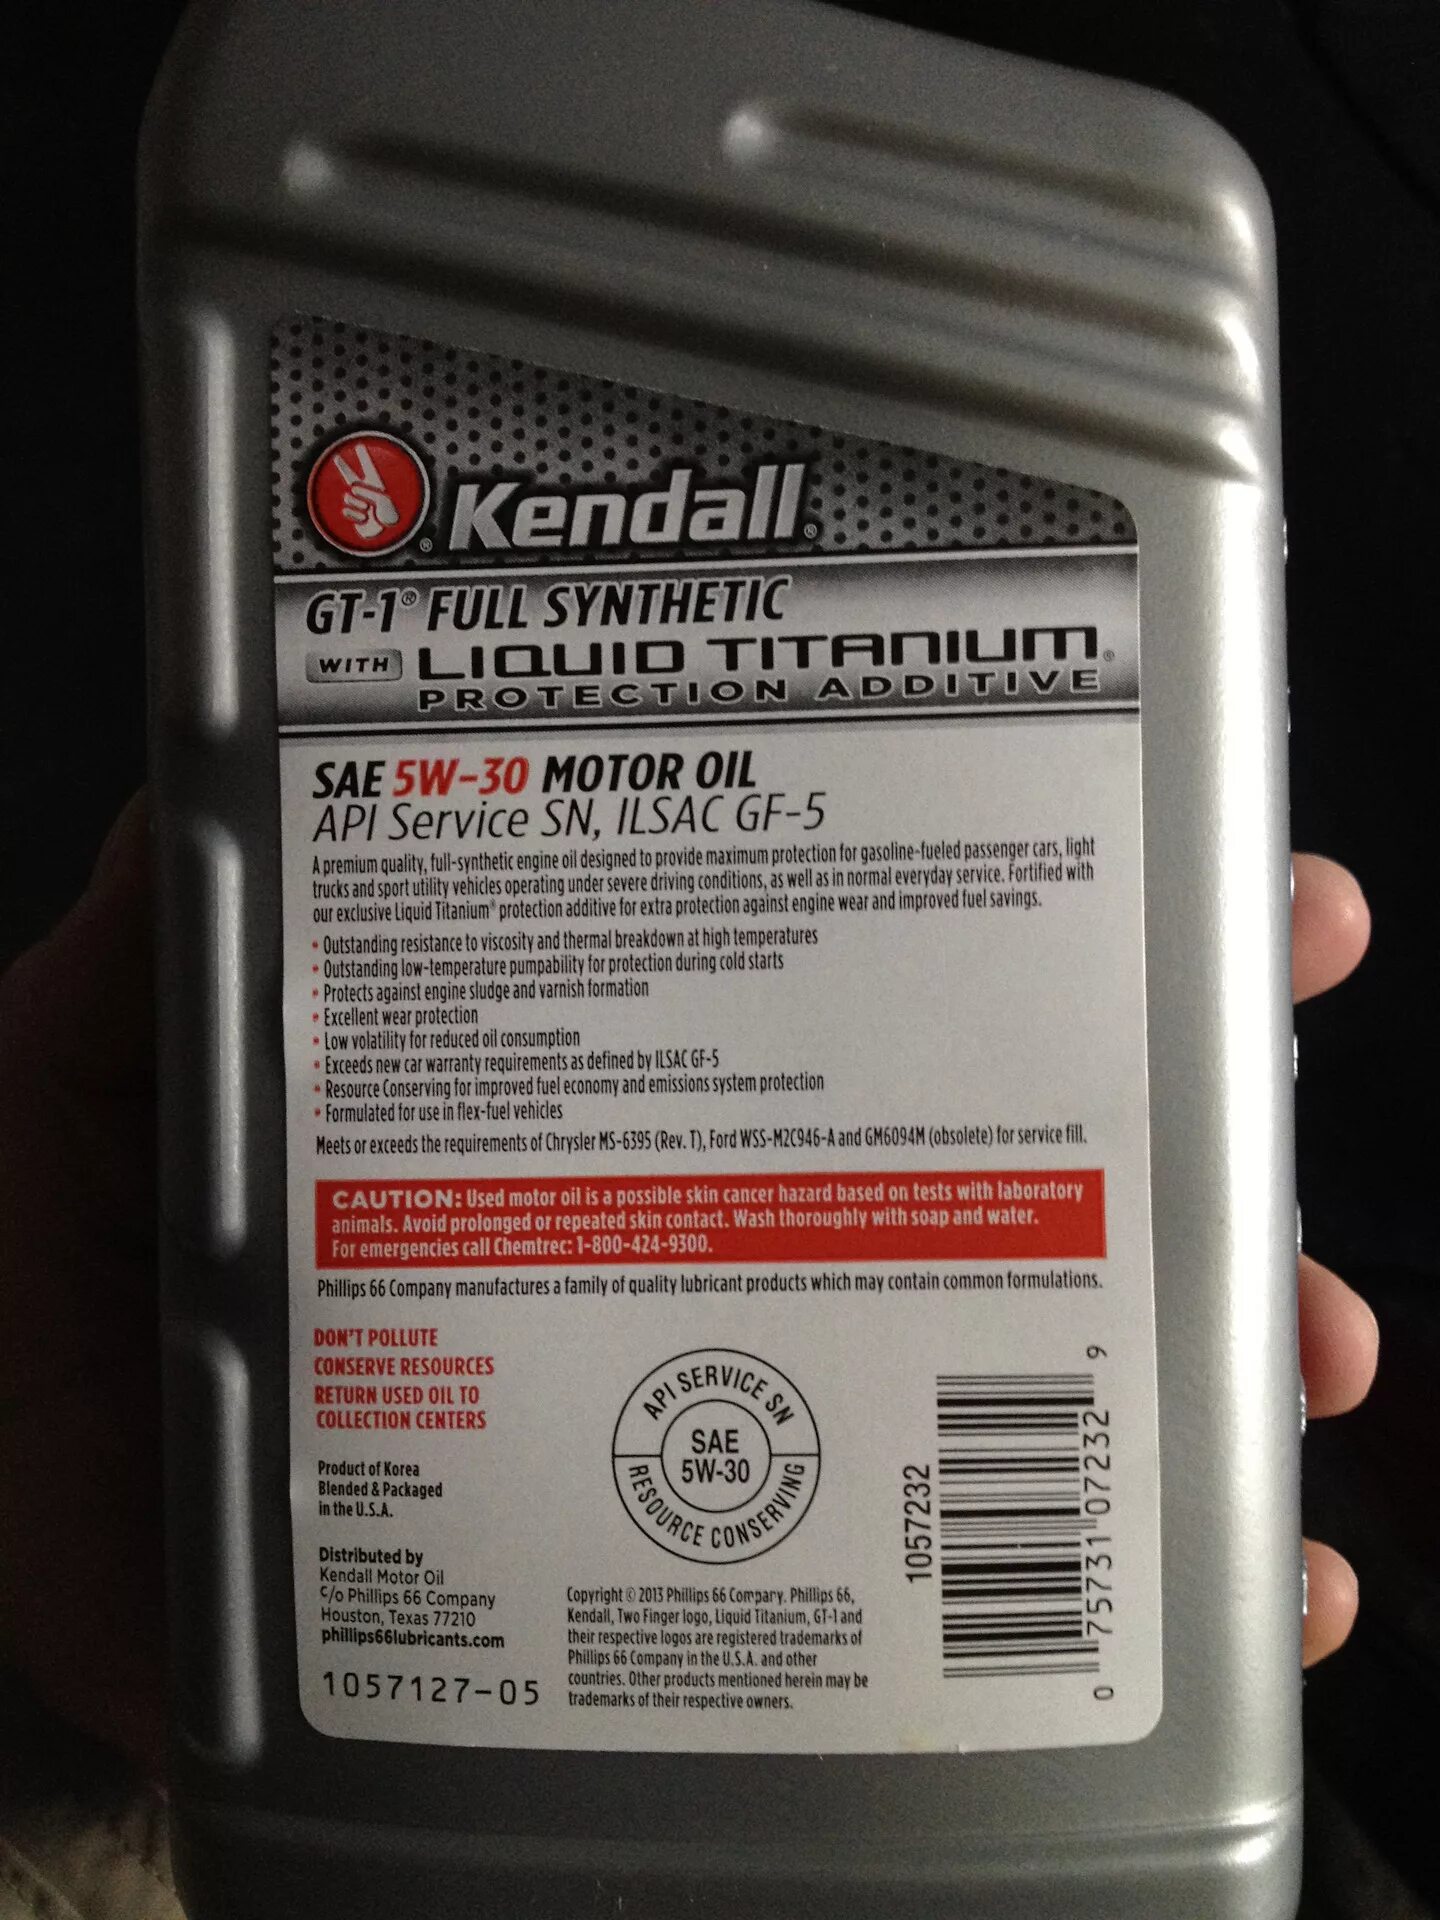 Kendall®
GT-1® FULL SYNTHETIC
WITH LIQUID TITANIUM®
PROTECTION ADDITIVE
SAE 5W-30 MOTOR OIL
API Service SN, ILSAC GF-5
A premium quality, full-synthetic engine oil designed to provide maximum protection for gasoline-fueled passenger cars, light
trucks and sport utility vehicles operating under severe driving conditions, as well as in normal everyday service. Fortified with
our exclusive Liquid Titanium® protection additive for extra protection against engine wear and improved fuel savings.
• Outstanding resistance to viscosity and thermal breakdown at high temperatures
• Outstanding low-temperature pumpability for protection during cold starts
• Protects against engine sludge and varnish formation
• Excellent wear protection
• Low volatility for reduced oil consumption
• Exceeds new car warranty requirements as defined by ILSAC GF-5
• Resource Conserving for improved fuel economy and emissions system protection
• Formulated for use in flex-fuel vehicles
Meets or exceeds the requirements of Chrysler MS-6395 (Rev. T), Ford WSS-M2C946-A and GM6094M (obsolete) for service fill.
CAUTION: Used motor oil is a possible skin cancer hazard based on tests with laboratory
animals. Avoid prolonged or repeated skin contact. Wash thoroughly with soap and water.
For emergencies call Chemtrec: 1-800-424-9300.
Phillips 66 Company manufactures a family of quality lubricant products which may contain common formulations.
DON'T POLLUTE
CONSERVE RESOURCES
RETURN USED OIL TO
COLLECTION CENTERS
Product of Korea
Blended & Packaged
in the U.S.A.
Distributed by
Kendall Motor Oil
c/o Phillips 66 Company
Houston, Texas 77210
phillips66lubricants.com
1057127-05
API SERVICE SN
SAE
5W-30
RESOURCE CONSERVING
Copyright © 2013 Phillips 66 Company. Phillips 66,
Kendall, Two Finger logo, Liquid Titanium, GT-1 and
their respective logos are registered trademarks of
Phillips 66 Company in the U.S.A. and other
countries. Other products mentioned herein may be
trademarks of their respective owners.
1057232
0 75731 07232 9